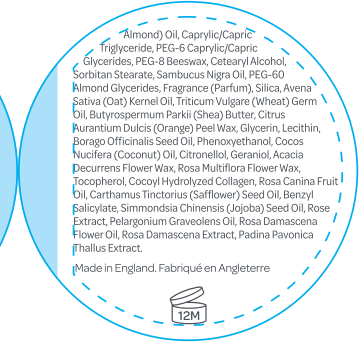 Almond) Oil, Caprylic/Capric
Triglyceride, PEG-6 Caprylic/Capric
Glycerides, PEG-8 Beeswax, Cetearyl Alcohol,
Sorbitan Stearate, Sambucus Nigra Oil, PEG-60
Almond Glycerides, Fragrance (Parfum), Silica, Avena
Sativa (Oat) Kernel Oil, Triticum Vulgare (Wheat) Germ
Oil, Butyrospermum Parkii (Shea) Butter, Citrus
Aurantium Dulcis (Orange) Peel Wax, Glycerin, Lecithin,
Borago Officinalis Seed Oil, Phenoxyethanol, Cocos
Nucifera (Coconut) Oil, Citronellol, Geraniol, Acacia
Decurrens Flower Wax, Rosa Multiflora Flower Wax,
Tocopherol, Cocoyl Hydrolyzed Collagen, Rosa Canina Fruit
Oil, Carthamus Tinctorius (Safflower) Seed Oil, Benzyl
Salicylate, Simmondsia Chinensis (Jojoba) Seed Oil, Rose
Extract, Pelargonium Graveolens Oil, Rosa Damascena
Flower Oil, Rosa Damascena Extract, Padina Pavonica
Thallus Extract.
Made in England. Fabriqué en Angleterre
12M